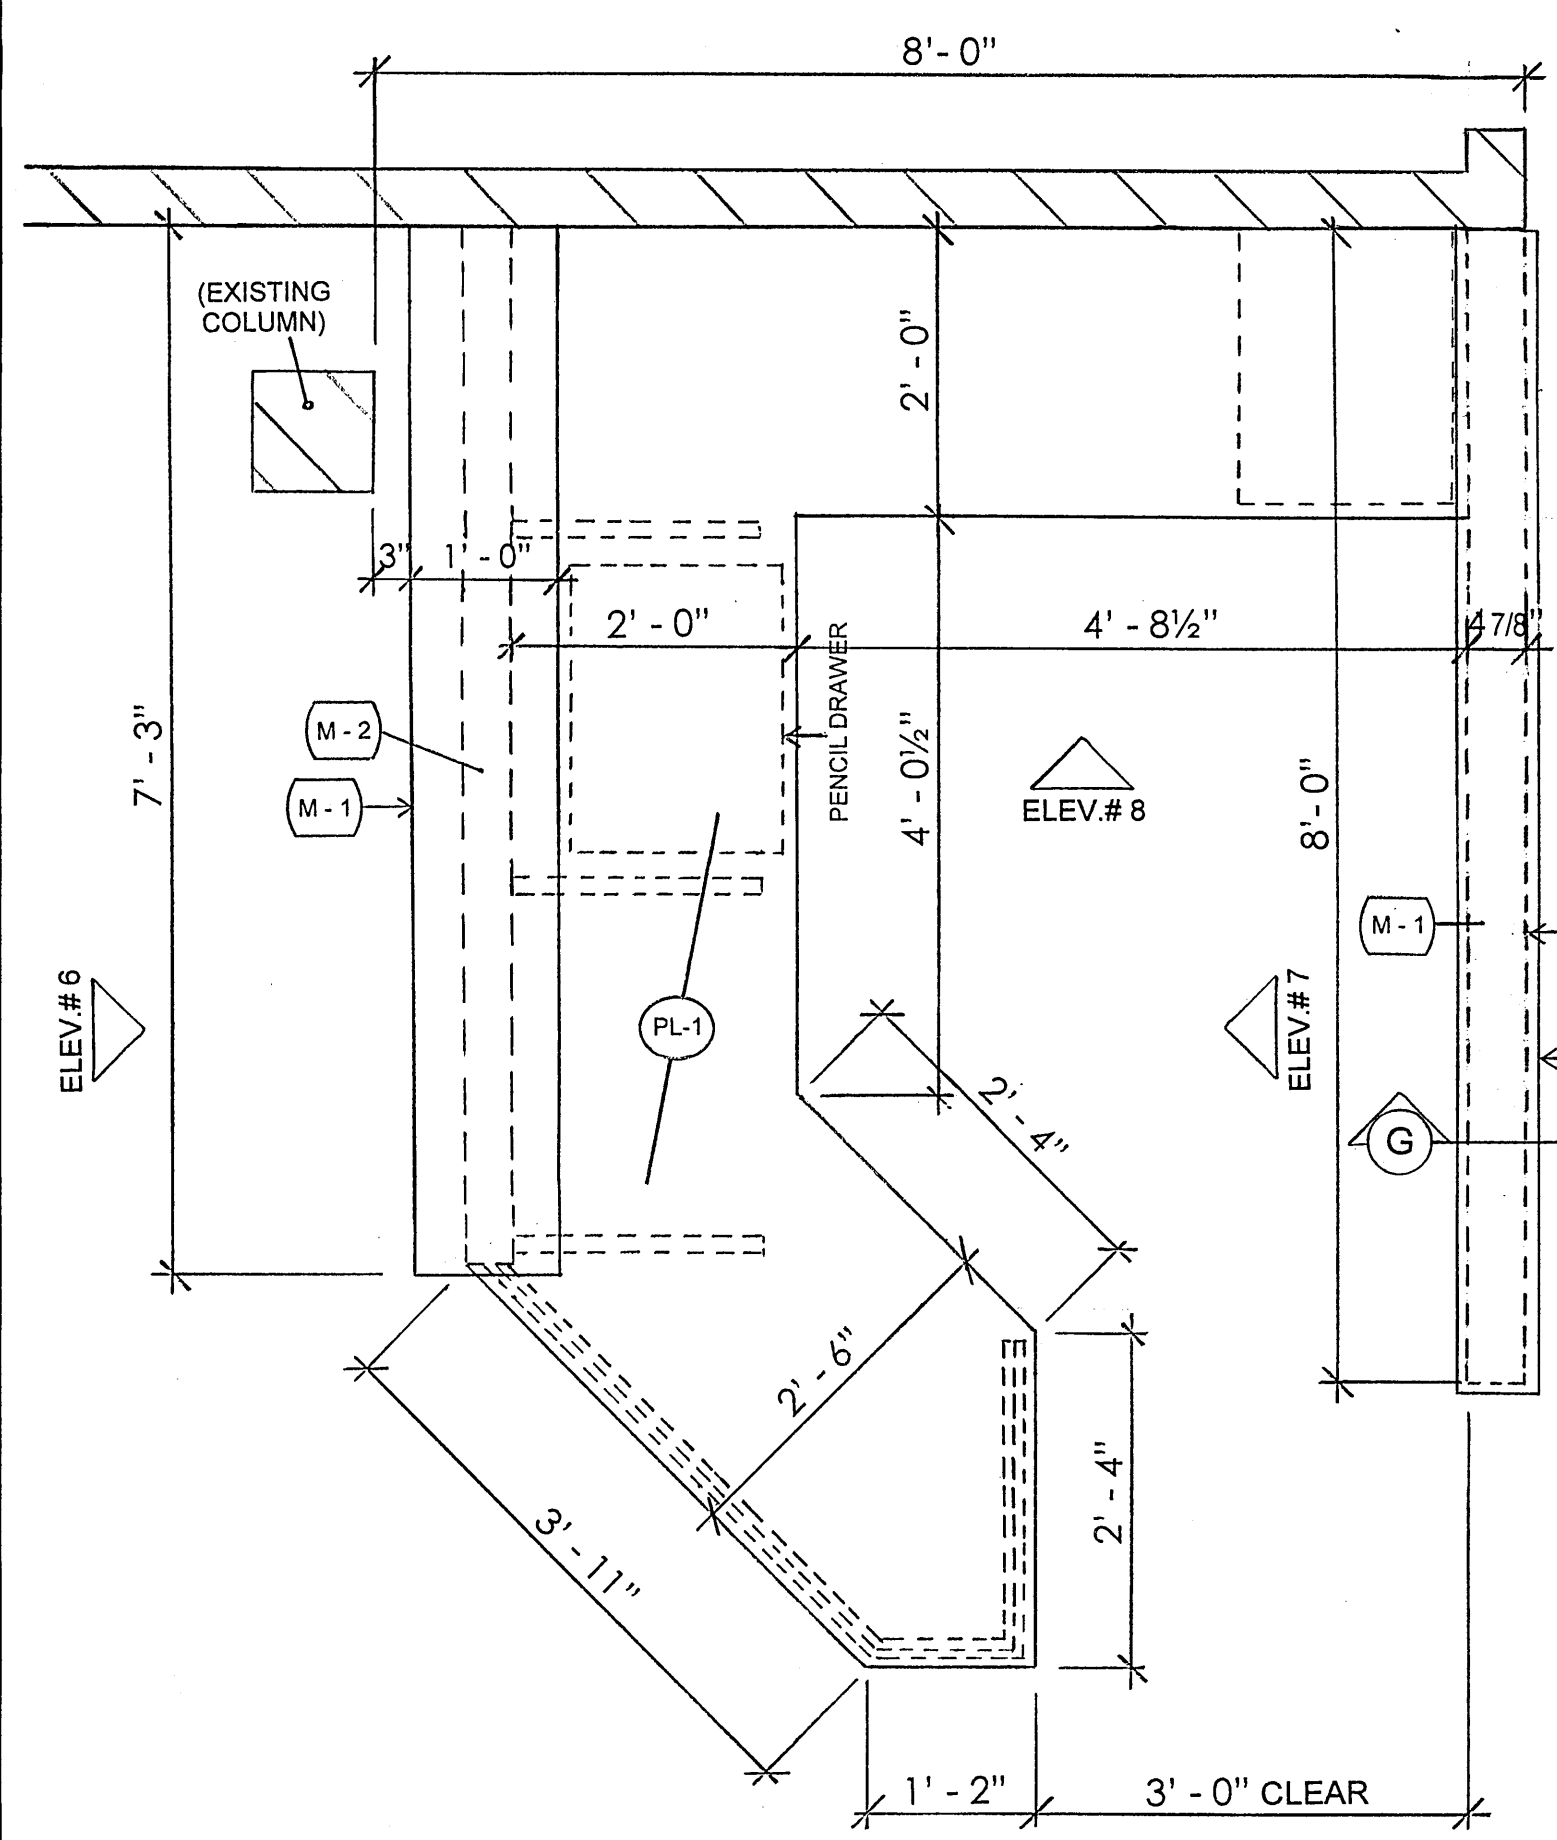 8'- 0"
(EXISTING
COLUMN)
2' - 0"
3"
1' - 0"
2' - 0"
4' - 8½"
4 7/8"
PENCIL DRAWER
M - 2
7' - 3"
M - 1
4' - 0½"
ELEV.# 8
8'- 0"
M - 1
ELEV.# 6
PL-1
ELEV.# 7
2' - 4"
G
2' - 6"
2' - 4"
3' - 11"
1' - 2"
3' - 0" CLEAR